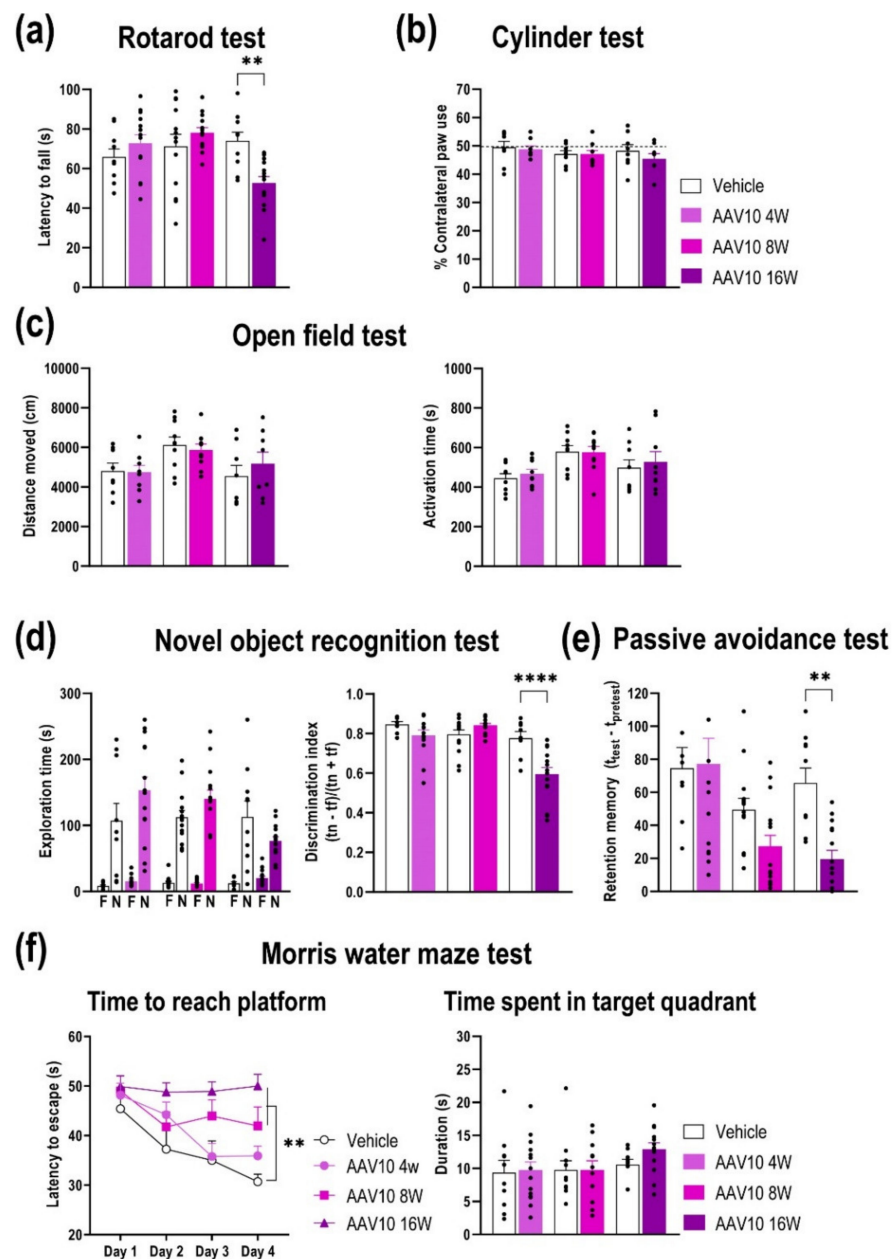 (a) Rotarod test
**
Latency to fall (s)
100
80
60
40
20
0
(b) Cylinder test
% Contralateral paw use
70
60
50
40
30
20
10
0
Vehicle
AAV10 4W
AAV10 8W
AAV10 16W
(c) Open field test
Distance moved (cm)
10000
8000
6000
4000
2000
0
Activation time (s)
1000
800
600
400
200
0
(d) Novel object recognition test
Exploration time (s)
300
200
100
0
F N F N F N F N F N F N
****
Discrimination index
(tn - tf)/(tn + tf)
1.0
0.8
0.6
0.4
0.2
0.0
(e) Passive avoidance test
**
Retention memory (t_test - t_pretest)
120
100
80
60
40
20
0
(f) Morris water maze test
Time to reach platform
Latency to escape (s)
60
50
40
30
20
Day 1 Day 2 Day 3 Day 4
**
Vehicle
AAV10 4w
AAV10 8W
AAV10 16W
Time spent in target quadrant
Duration (s)
30
25
20
15
10
5
0
Vehicle
AAV10 4W
AAV10 8W
AAV10 16W